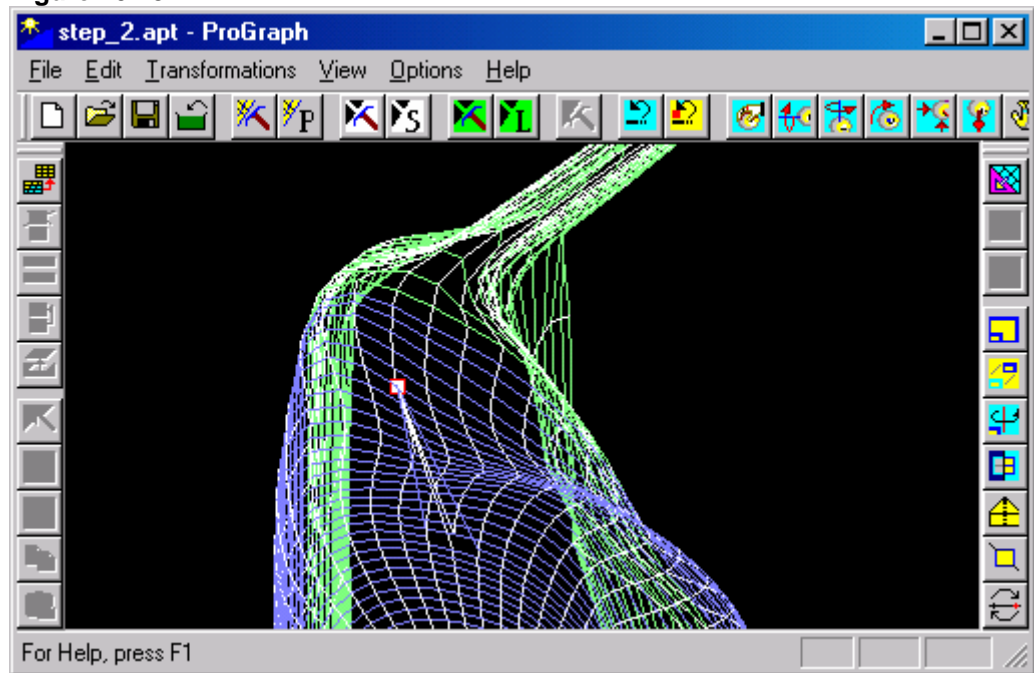 step_2.apt - ProGraph
File Edit Transformations View Options Help
P S L
For Help, press F1